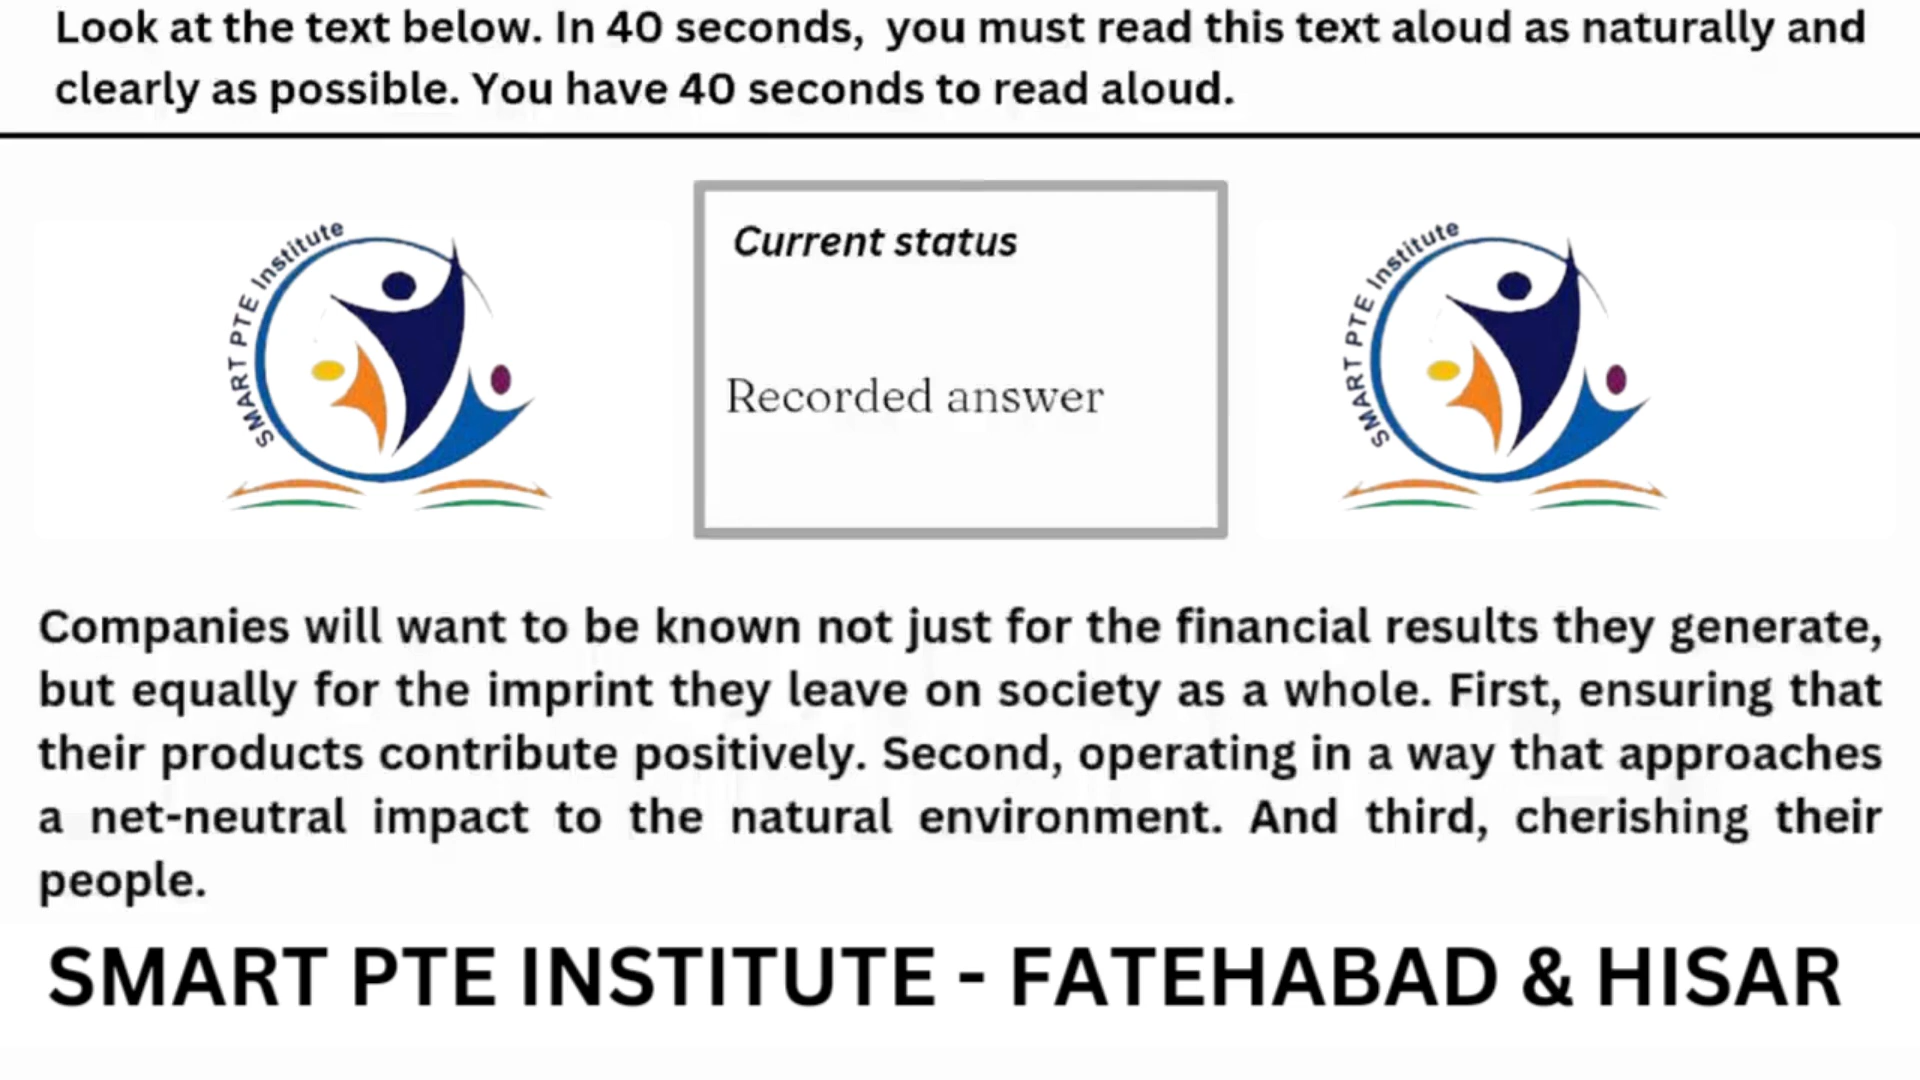 Look at the text below. In 40 seconds, you must read this text aloud as naturally and
clearly as possible. You have 40 seconds to read aloud.
SMART PTE Institute
Current status
Recorded answer
SMART PTE Institute
Companies will want to be known not just for the financial results they generate,
but equally for the imprint they leave on society as a whole. First, ensuring that
their products contribute positively. Second, operating in a way that approaches
a net-neutral impact to the natural environment. And third, cherishing their
people.
SMART PTE INSTITUTE - FATEHABAD & HISAR